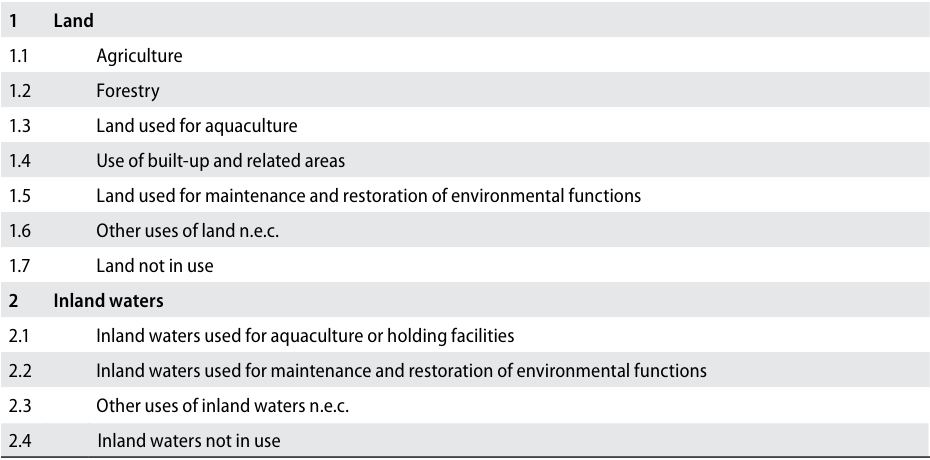 1 Land
1.1 Agriculture
1.2 Forestry
1.3 Land used for aquaculture
1.4 Use of built-up and related areas
1.5 Land used for maintenance and restoration of environmental functions
1.6 Other uses of land n.e.c.
1.7 Land not in use
2 Inland waters
2.1 Inland waters used for aquaculture or holding facilities
2.2 Inland waters used for maintenance and restoration of environmental functions
2.3 Other uses of inland waters n.e.c.
2.4 Inland waters not in use